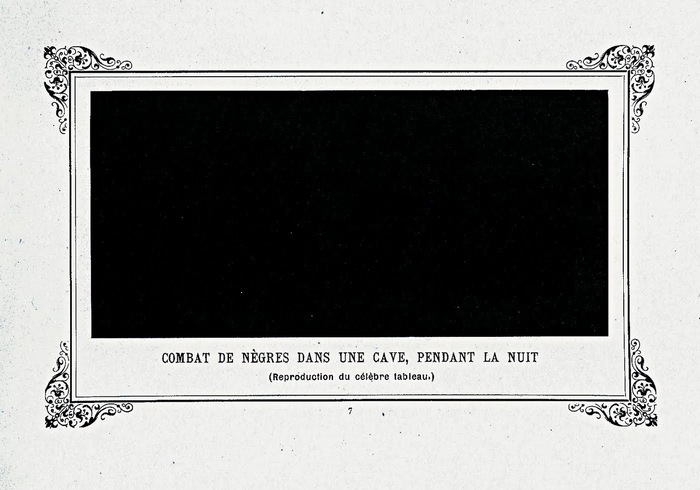 COMBAT DE NÈGRES DANS UNE CAVE, PENDANT LA NUIT
(Reproduction du célèbre tableau.)
7